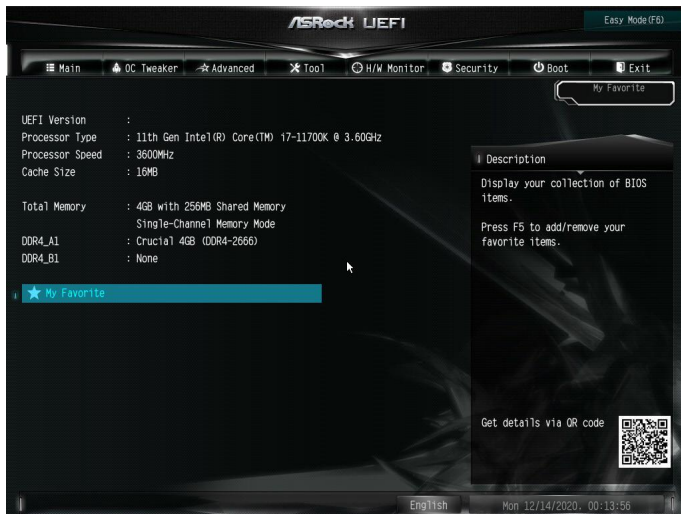 ASRock UEFI
Easy Mode(F6)
Main
OC Tweaker
Advanced
Tool
H/W Monitor
Security
Boot
Exit
My Favorite
UEFI Version :
Processor Type : 11th Gen Intel(R) Core(TM) i7-11700K @ 3.60GHz
Processor Speed : 3600MHz
Cache Size : 16MB
Total Memory : 4GB with 256MB Shared Memory
Single-Channel Memory Mode
DDR4_A1 : Crucial 4GB (DDR4-2666)
DDR4_B1 : None
My Favorite
Description
Display your collection of BIOS
items.
Press F5 to add/remove your
favorite items.
Get details via QR code
English
Mon 12/14/2020. 00:13:56